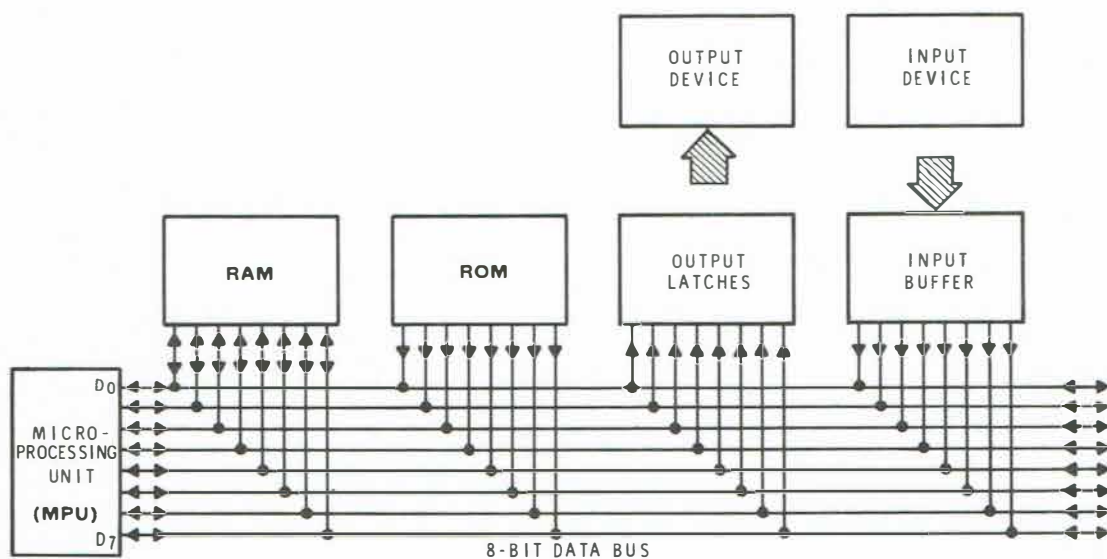 OUTPUT
DEVICE
INPUT
DEVICE
RAM
ROM
OUTPUT
LATCHES
INPUT
BUFFER
D0
MICRO-
PROCESSING
UNIT
(MPU)
D7
8-BIT DATA BUS